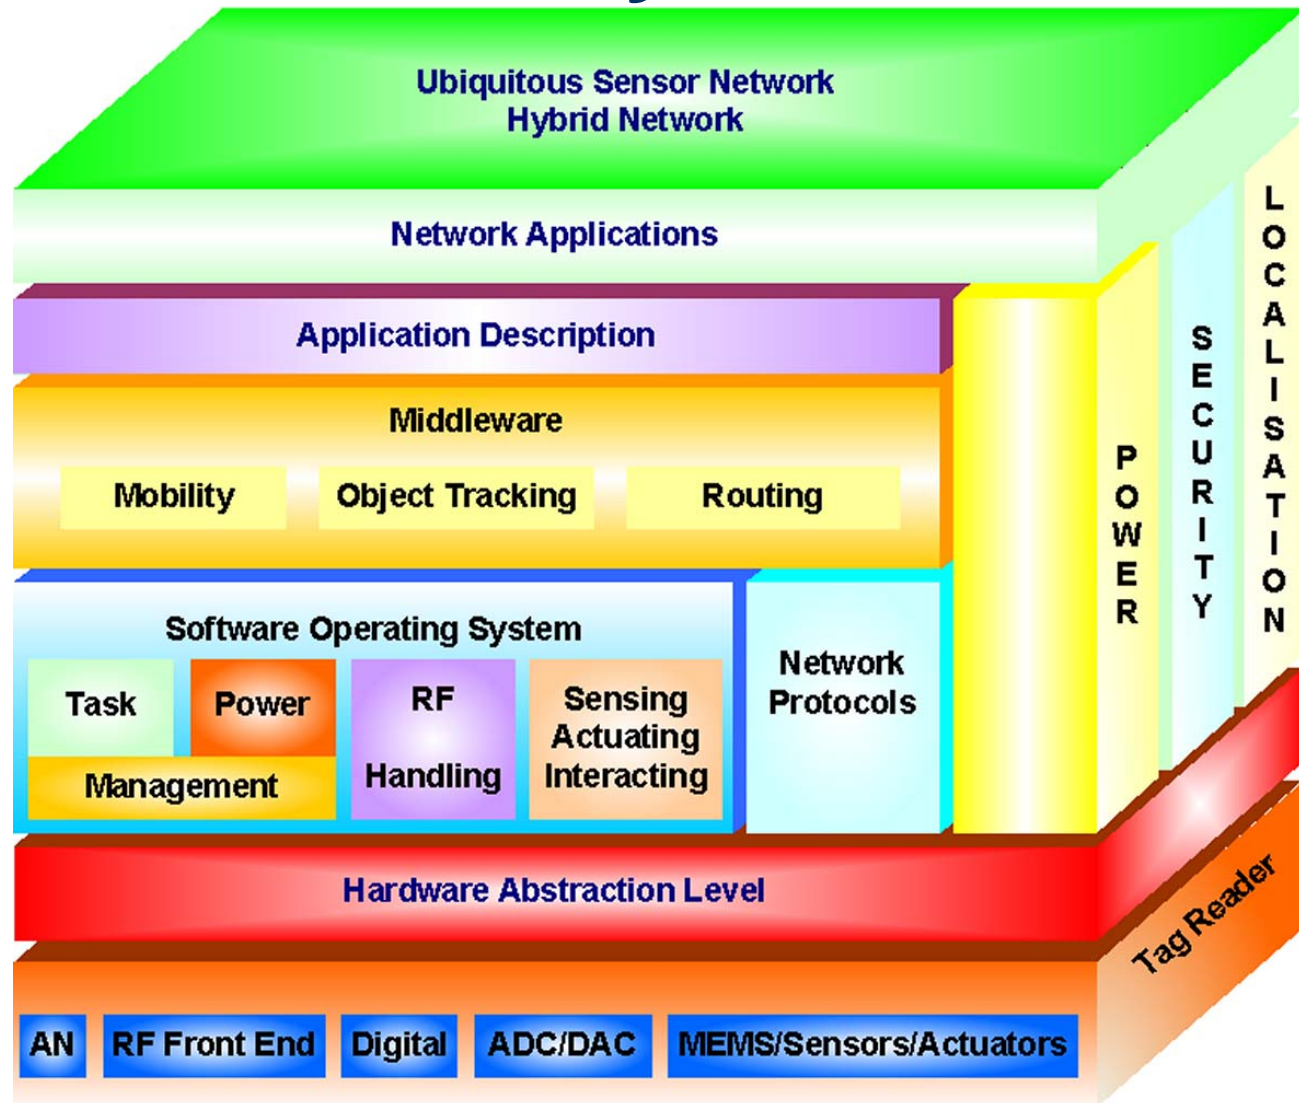 Ubiquitous Sensor Network
Hybrid Network
Network Applications
Application Description
Middleware
Mobility
Object Tracking
Routing
Software Operating System
Task
Power
Management
RF
Handling
Sensing
Actuating
Interacting
Network
Protocols
POWER
SECURITY
LOCALISATION
Hardware Abstraction Level
Tag Reader
AN
RF Front End
Digital
ADC/DAC
MEMS/Sensors/Actuators